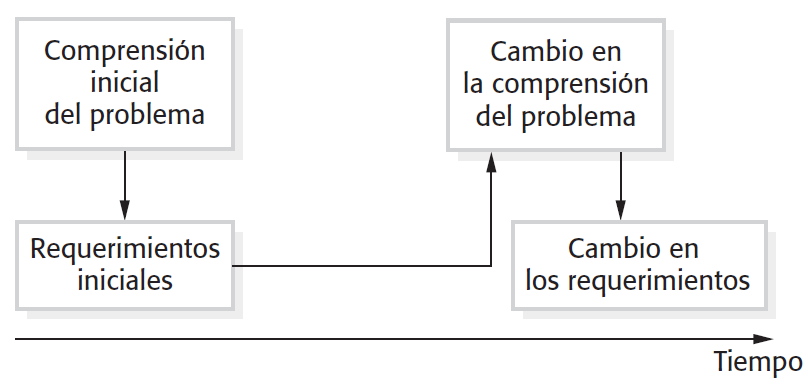 Comprensión
inicial
del problema
Requerimientos
iniciales
Cambio en
la comprensión
del problema
Cambio en
los requerimientos
Tiempo